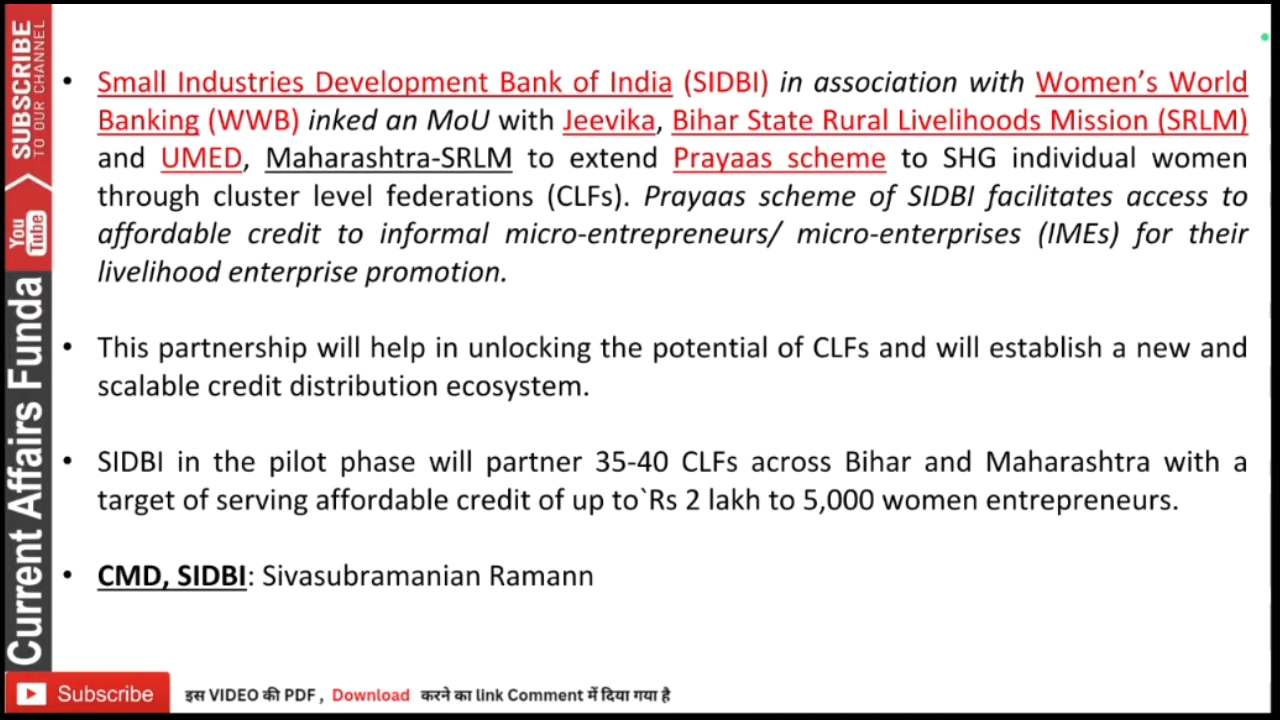 • Small Industries Development Bank of India (SIDBI) in association with Women's World
Banking (WWB) inked an MoU with Jeevika, Bihar State Rural Livelihoods Mission (SRLM)
and UMED, Maharashtra-SRLM to extend Prayaas scheme to SHG individual women
through cluster level federations (CLFs). Prayaas scheme of SIDBI facilitates access to
affordable credit to informal micro-entrepreneurs/ micro-enterprises (IMEs) for their
livelihood enterprise promotion.
• This partnership will help in unlocking the potential of CLFs and will establish a new and
scalable credit distribution ecosystem.
• SIDBI in the pilot phase will partner 35-40 CLFs across Bihar and Maharashtra with a
target of serving affordable credit of up to`Rs 2 lakh to 5,000 women entrepreneurs.
• CMD, SIDBI: Sivasubramanian Ramann
SUBSCRIBE
TO OUR CHANNEL
You
Tube
Current Affairs Funda
Subscribe
इस VIDEO की PDF , Download करने का link Comment में दिया गया है